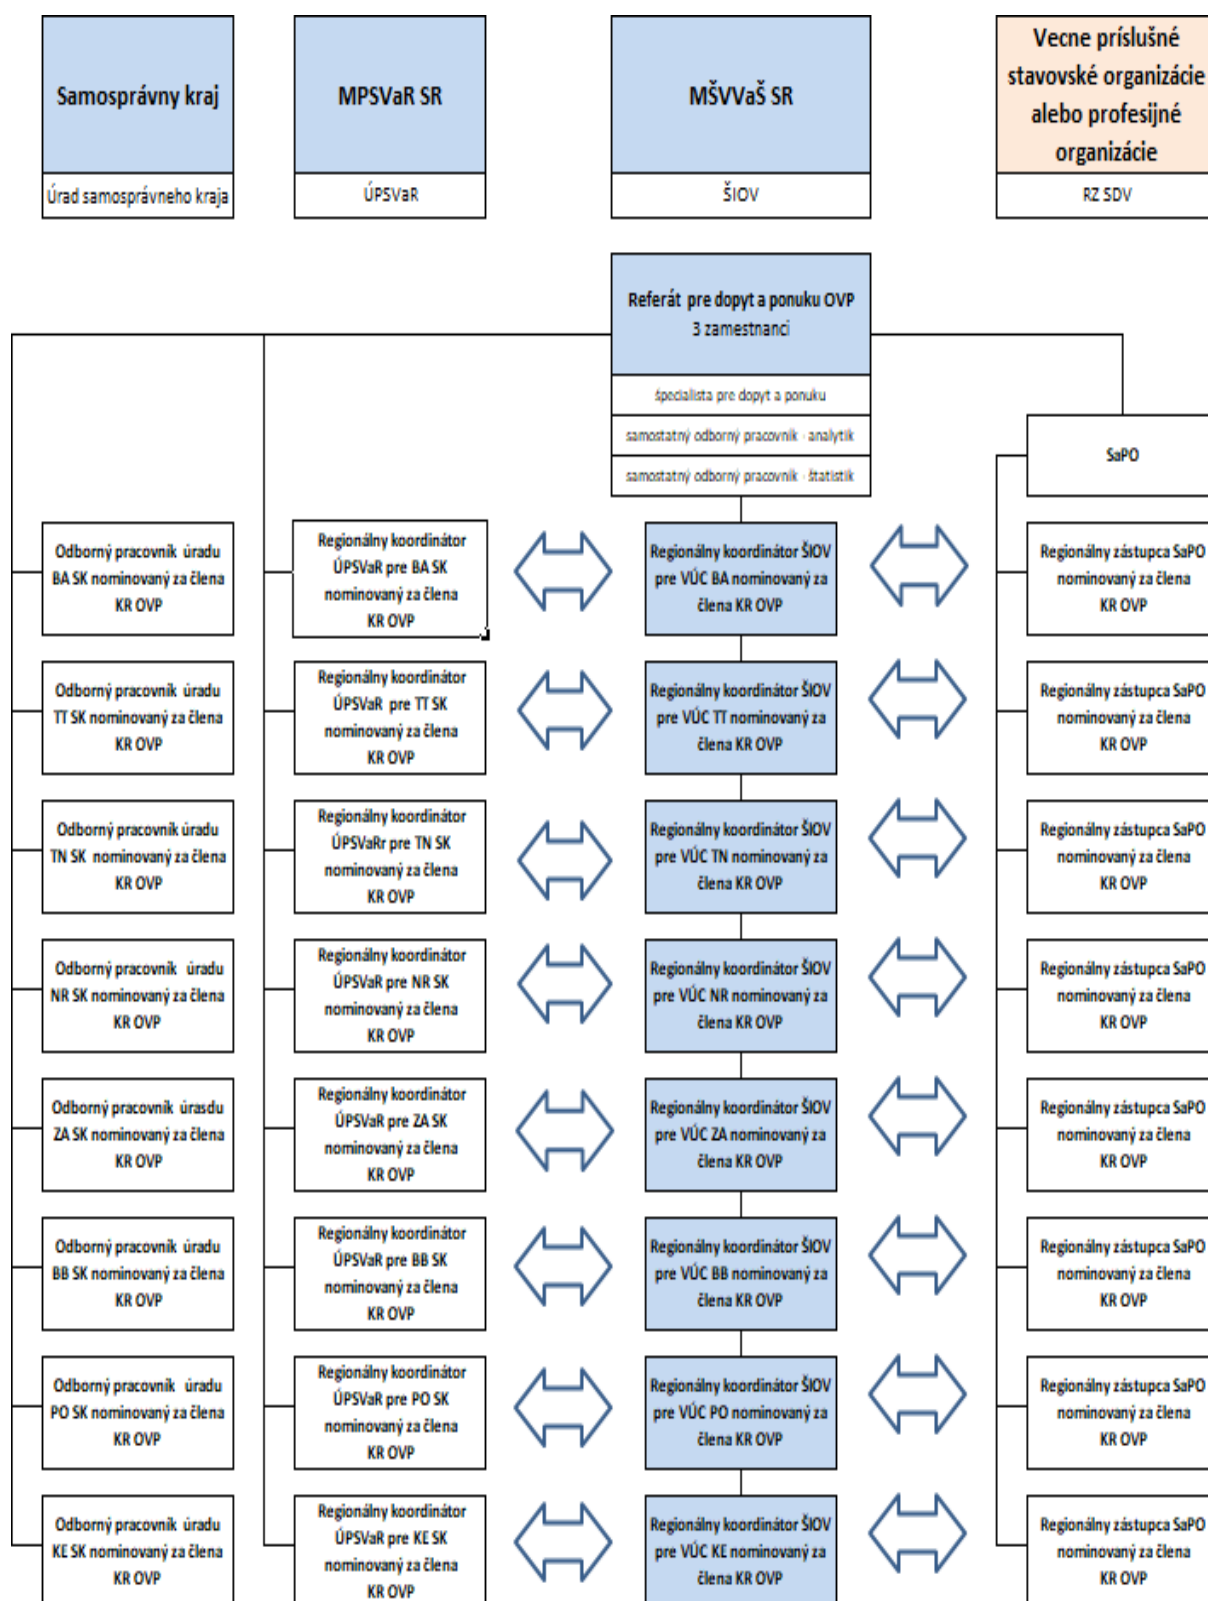 Samosprávny kraj
Úrad samosprávneho kraja
MPSVaR SR
ÚPSVaR
MŠVVaŠ SR
ŠIOV
Vecne príslušné
stavovské organizácie
alebo profesijné
organizácie
RZ SDV
Referát pre dopyt a ponuku OVP
3 zamestnanci
špecialista pre dopyt a ponuku
samostatný odborný pracovník - analytik
samostatný odborný pracovník - štatistik
SaPO
Odborný pracovník úradu
BA SK nominovaný za člena
KR OVP
Regionálny koordinátor
ÚPSVaR pre BA SK
nominovaný za člena
KR OVP
Regionálny koordinátor ŠIOV
pre VÚC BA nominovaný za
člena KR OVP
Regionálny zástupca SaPO
nominovaný za člena
KR OVP
Odborný pracovník úradu
TT SK nominovaný za člena
KR OVP
Regionálny koordinátor
ÚPSVaR pre TT SK
nominovaný za člena
KR OVP
Regionálny koordinátor ŠIOV
pre VÚC TT nominovaný za
člena KR OVP
Regionálny zástupca SaPO
nominovaný za člena
KR OVP
Odborný pracovník úradu
TN SK nominovaný za člena
KR OVP
Regionálny koordinátor
ÚPSVaRr pre TN SK
nominovaný za člena
KR OVP
Regionálny koordinátor ŠIOV
pre VÚC TN nominovaný za
člena KR OVP
Regionálny zástupca SaPO
nominovaný za člena
KR OVP
Odborný pracovník úradu
NR SK nominovaný za člena
KR OVP
Regionálny koordinátor
ÚPSVaR pre NR SK
nominovaný za člena
KR OVP
Regionálny koordinátor ŠIOV
pre VÚC NR nominovaný za
člena KR OVP
Regionálny zástupca SaPO
nominovaný za člena
KR OVP
Odborný pracovník úrasdu
ZA SK nominovaný za člena
KR OVP
Regionálny koordinátor
ÚPSVaR pre ZA SK
nominovaný za člena
KR OVP
Regionálny koordinátor ŠIOV
pre VÚC ZA nominovaný za
člena KR OVP
Regionálny zástupca SaPO
nominovaný za člena
KR OVP
Odborný pracovník úradu
BB SK nominovaný za člena
KR OVP
Regionálny koordinátor
ÚPSVaR pre BB SK
nominovaný za člena
KR OVP
Regionálny koordinátor ŠIOV
pre VÚC BB nominovaný za
člena KR OVP
Regionálny zástupca SaPO
nominovaný za člena
KR OVP
Odborný pracovník úradu
PO SK nominovaný za člena
KR OVP
Regionálny koordinátor
ÚPSVaR pre PO SK
nominovaný za člena
KR OVP
Regionálny koordinátor ŠIOV
pre VÚC PO nominovaný za
člena KR OVP
Regionálny zástupca SaPO
nominovaný za člena
KR OVP
Odborný pracovník úradu
KE SK nominovaný za člena
KR OVP
Regionálny koordinátor
ÚPSVaR pre KE SK
nominovaný za člena
KR OVP
Regionálny koordinátor ŠIOV
pre VÚC KE nominovaný za
člena KR OVP
Regionálny zástupca SaPO
nominovaný za člena
KR OVP